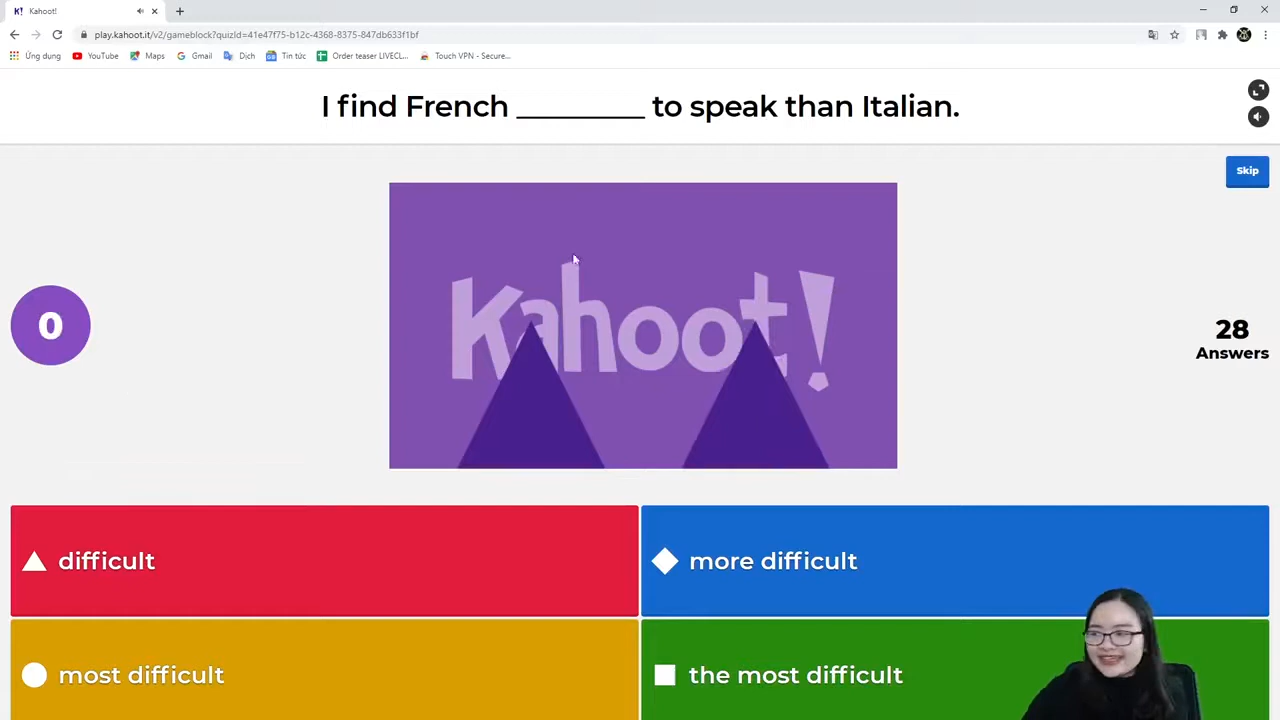 Kahoot!
play.kahoot.it/v2/gameblock?quizId=41e47f75-b12c-4368-8375-847db633f1bf
Ứng dụng YouTube Maps Gmail Dịch Tin tức Order teaser LIVECL... Touch VPN - Secure...
I find French ________ to speak than Italian.
Skip
Kahoot!
0
28
Answers
difficult
more difficult
most difficult
the most difficult